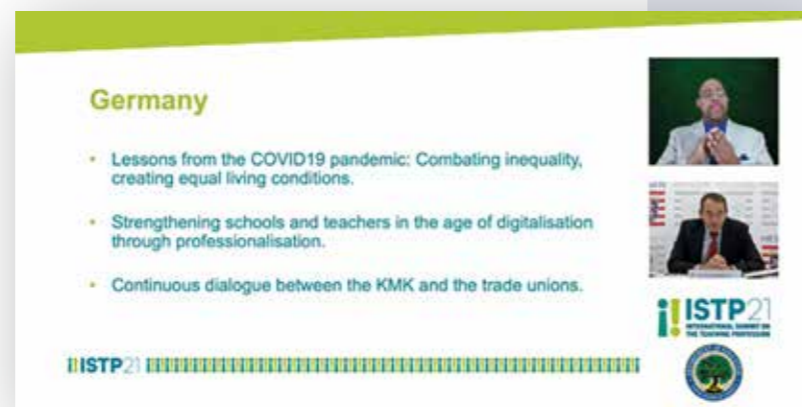 Germany
• Lessons from the COVID19 pandemic: Combating inequality,
creating equal living conditions.
• Strengthening schools and teachers in the age of digitalisation
through professionalisation.
• Continuous dialogue between the KMK and the trade unions.
ISTP21
INTERNATIONAL SUMMIT ON
THE TEACHING PROFESSION
ISTP21